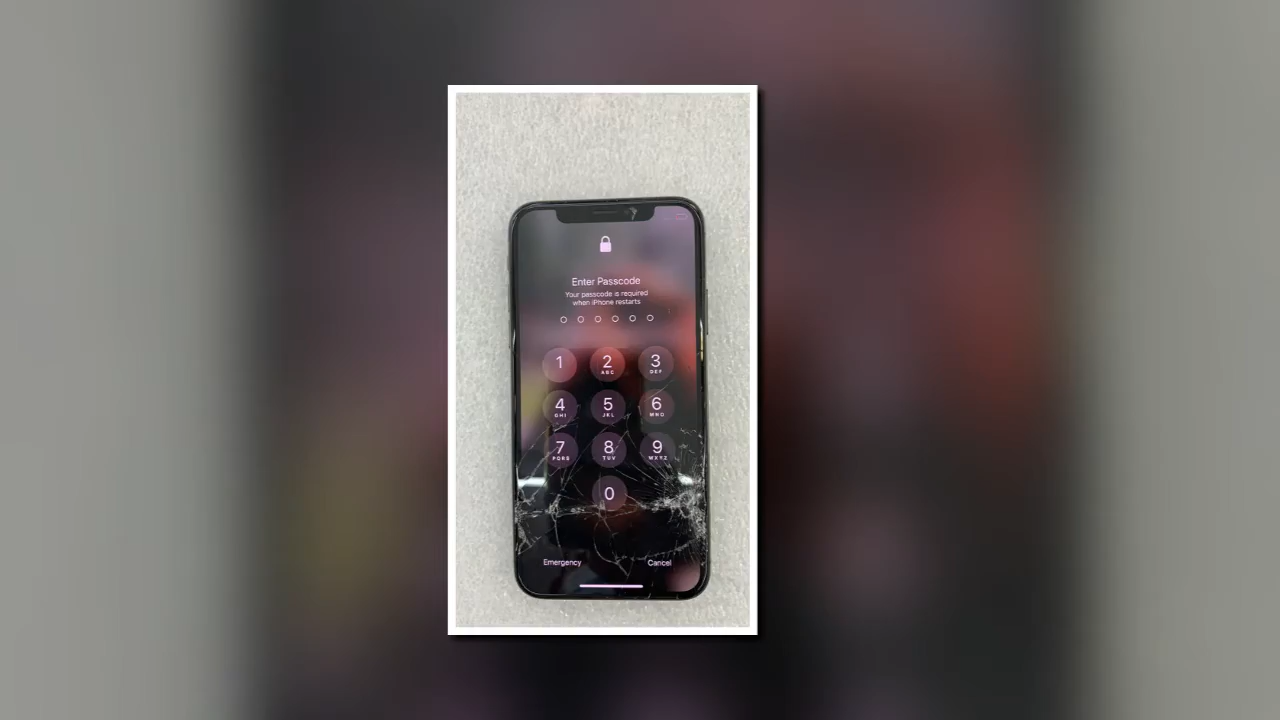 Enter Passcode
Your passcode is required
when iPhone restarts
1 2 3
ABC DEF
4 5 6
GHI JKL MNO
7 8 9
PQRS TUV WXYZ
0
Emergency Cancel